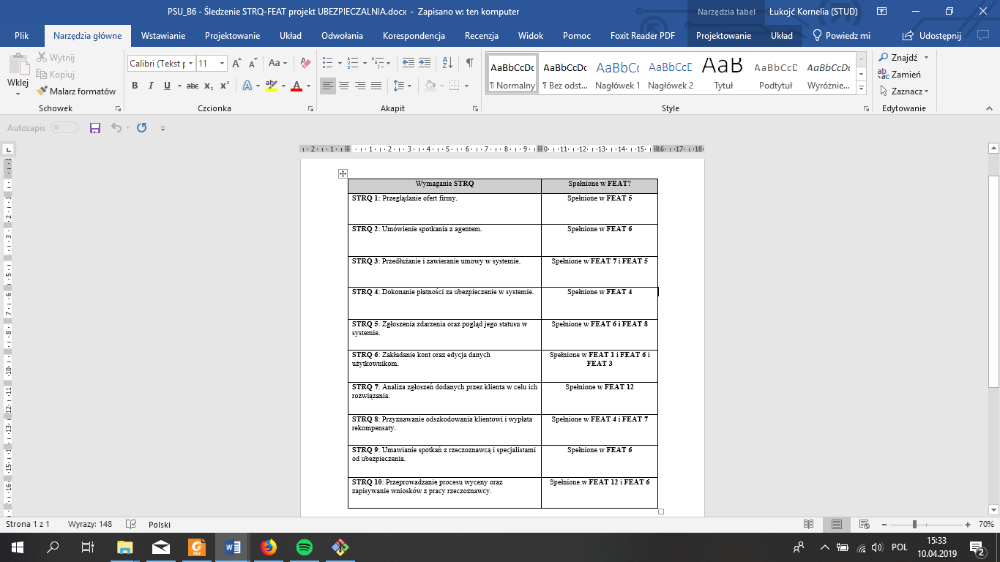 PSU_B6 - Śledzenie STRQ-FEAT projekt UBEZPIECZALNIA.docx - Zapisano w: ten komputer
Narzędzia tabel
Łukojć Kornelia (STUD)
Plik Narzędzia główne Wstawianie Projektowanie Układ Odwołania Korespondencja Recenzja Widok Pomoc Foxit Reader PDF Projektowanie Układ Powiedz mi Udostępnij
Wklej
Wytnij
Kopiuj
Malarz formatów
Schowek
Calibri (Tekst p 11
Czcionka
Akapit
AaBbCcDc AaBbCcDc AaBbCc AaBbCcD AaB AaBbCcD AaBbCcDc
¶ Normalny ¶ Bez odst... Nagłówek 1 Nagłówek 2 Tytuł Podtytuł Wyróżnie...
Style
Znajdź
Zamień
Zaznacz
Edytowanie
Autozapis
Wymaganie STRQ Spełnione w FEAT?
STRQ 1: Przeglądanie ofert firmy. Spełnione w FEAT 5
STRQ 2: Umówienie spotkania z agentem. Spełnione w FEAT 6
STRQ 3: Przedłużanie i zawieranie umowy w systemie. Spełnione w FEAT 7 i FEAT 5
STRQ 4: Dokonanie płatności za ubezpieczenie w systemie. Spełnione w FEAT 4
STRQ 5: Zgłoszenia zdarzenia oraz pogląd jego statusu w
systemie.
Spełnione w FEAT 6 i FEAT 8
STRQ 6: Zakładanie kont oraz edycja danych
użytkownikom.
Spełnione w FEAT 1 i FEAT 6 i
FEAT 3
STRQ 7: Analiza zgłoszeń dodanych przez klienta w celu ich
rozwiązania.
Spełnione w FEAT 12
STRQ 8: Przyznawanie odszkodowania klientowi i wypłata
rekompensaty.
Spełnione w FEAT 4 i FEAT 7
STRQ 9: Umawianie spotkań z rzeczoznawcą i specjalistami
od ubezpieczenia.
Spełnione w FEAT 6
STRQ 10: Przeprowadzanie procesu wyceny oraz
zapisywanie wniosków z pracy rzeczoznawcy.
Spełnione w FEAT 12 i FEAT 6
Strona 1 z 1 Wyrazy: 148 Polski 70%
POL
15:33
10.04.2019
2